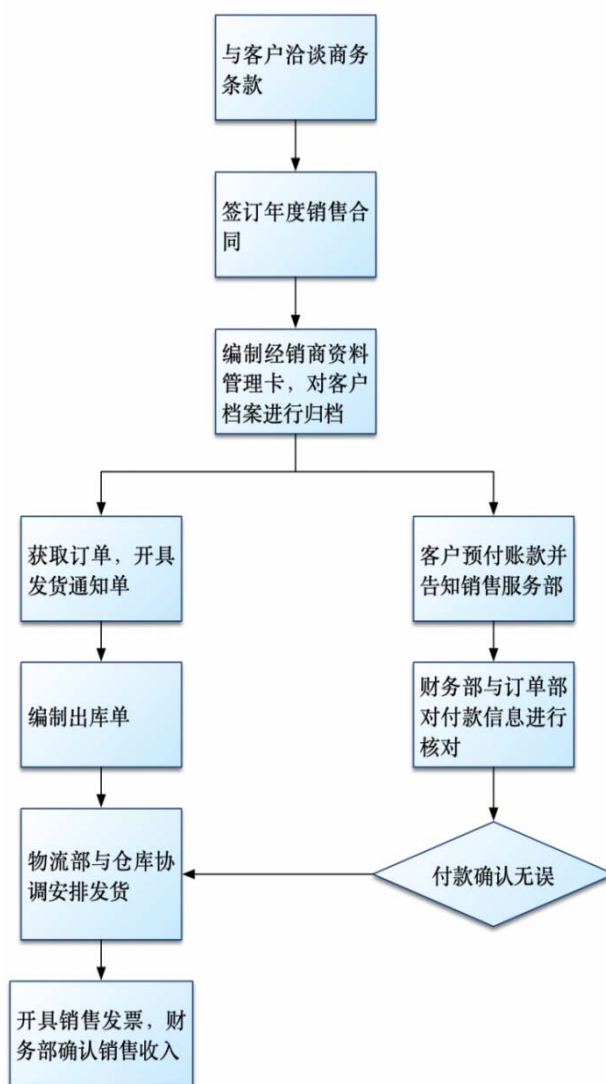 与客户洽谈商务
条款
签订年度销售合
同
编制经销商资料
管理卡，对客户
档案进行归档
获取订单，开具
发货通知单
客户预付账款并
告知销售服务部
编制出库单
财务部与订单部
对付款信息进行
核对
物流部与仓库协
调安排发货
付款确认无误
开具销售发票，财
务部确认销售收入